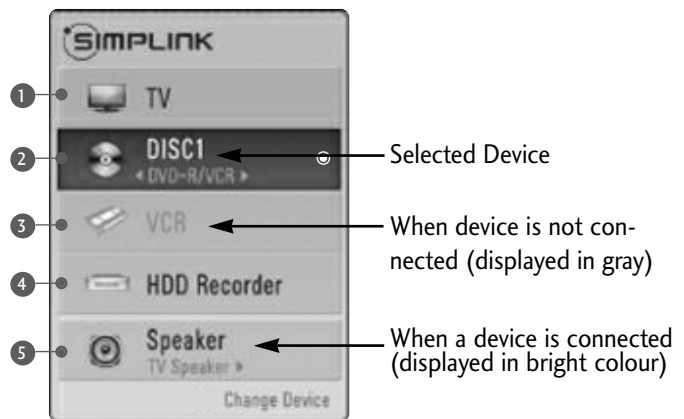 SIMPLINK
1 TV
2 DISC1 Selected Device
◄ DVD-R/VCR ►
3 VCR When device is not con-
nected (displayed in gray)
4 HDD Recorder
5 Speaker When a device is connected
TV Speaker ► (displayed in bright colour)
Change Device